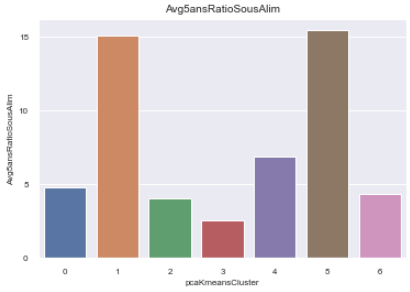 Avg5ansRatioSousAlim
15
10
5
0
Avg5ansRatioSousAlim
0 1 2 3 4 5 6
pcaKmeansCluster